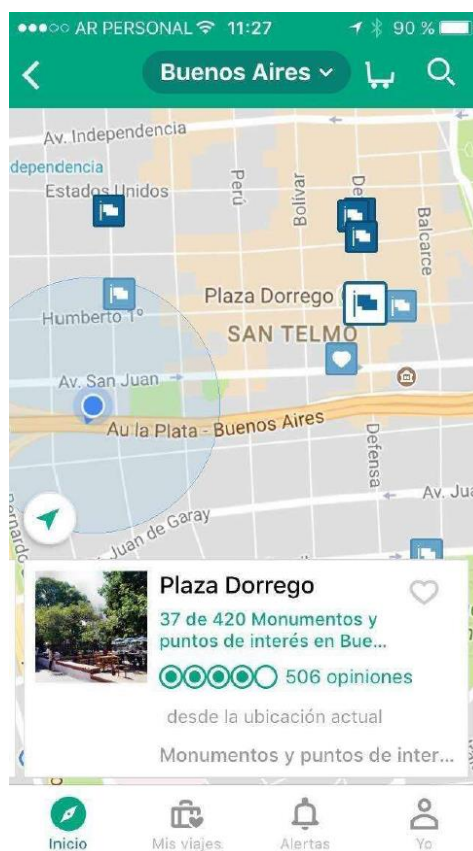 AR PERSONAL 11:27 90 %
Buenos Aires
Av. Independencia
dependencia
Estados Unidos
Perú
Bolívar
De
Balcarce
Plaza Dorrego
Humberto 1º
SAN TELMO
Av. San Juan
Au la Plata - Buenos Aires
Defensa
Av. Jua
Juan de Garay
Bernardo
Plaza Dorrego
37 de 420 Monumentos y
puntos de interés en Bue...
506 opiniones
desde la ubicación actual
Monumentos y puntos de inter...
Inicio
Mis viajes
Alertas
Yo